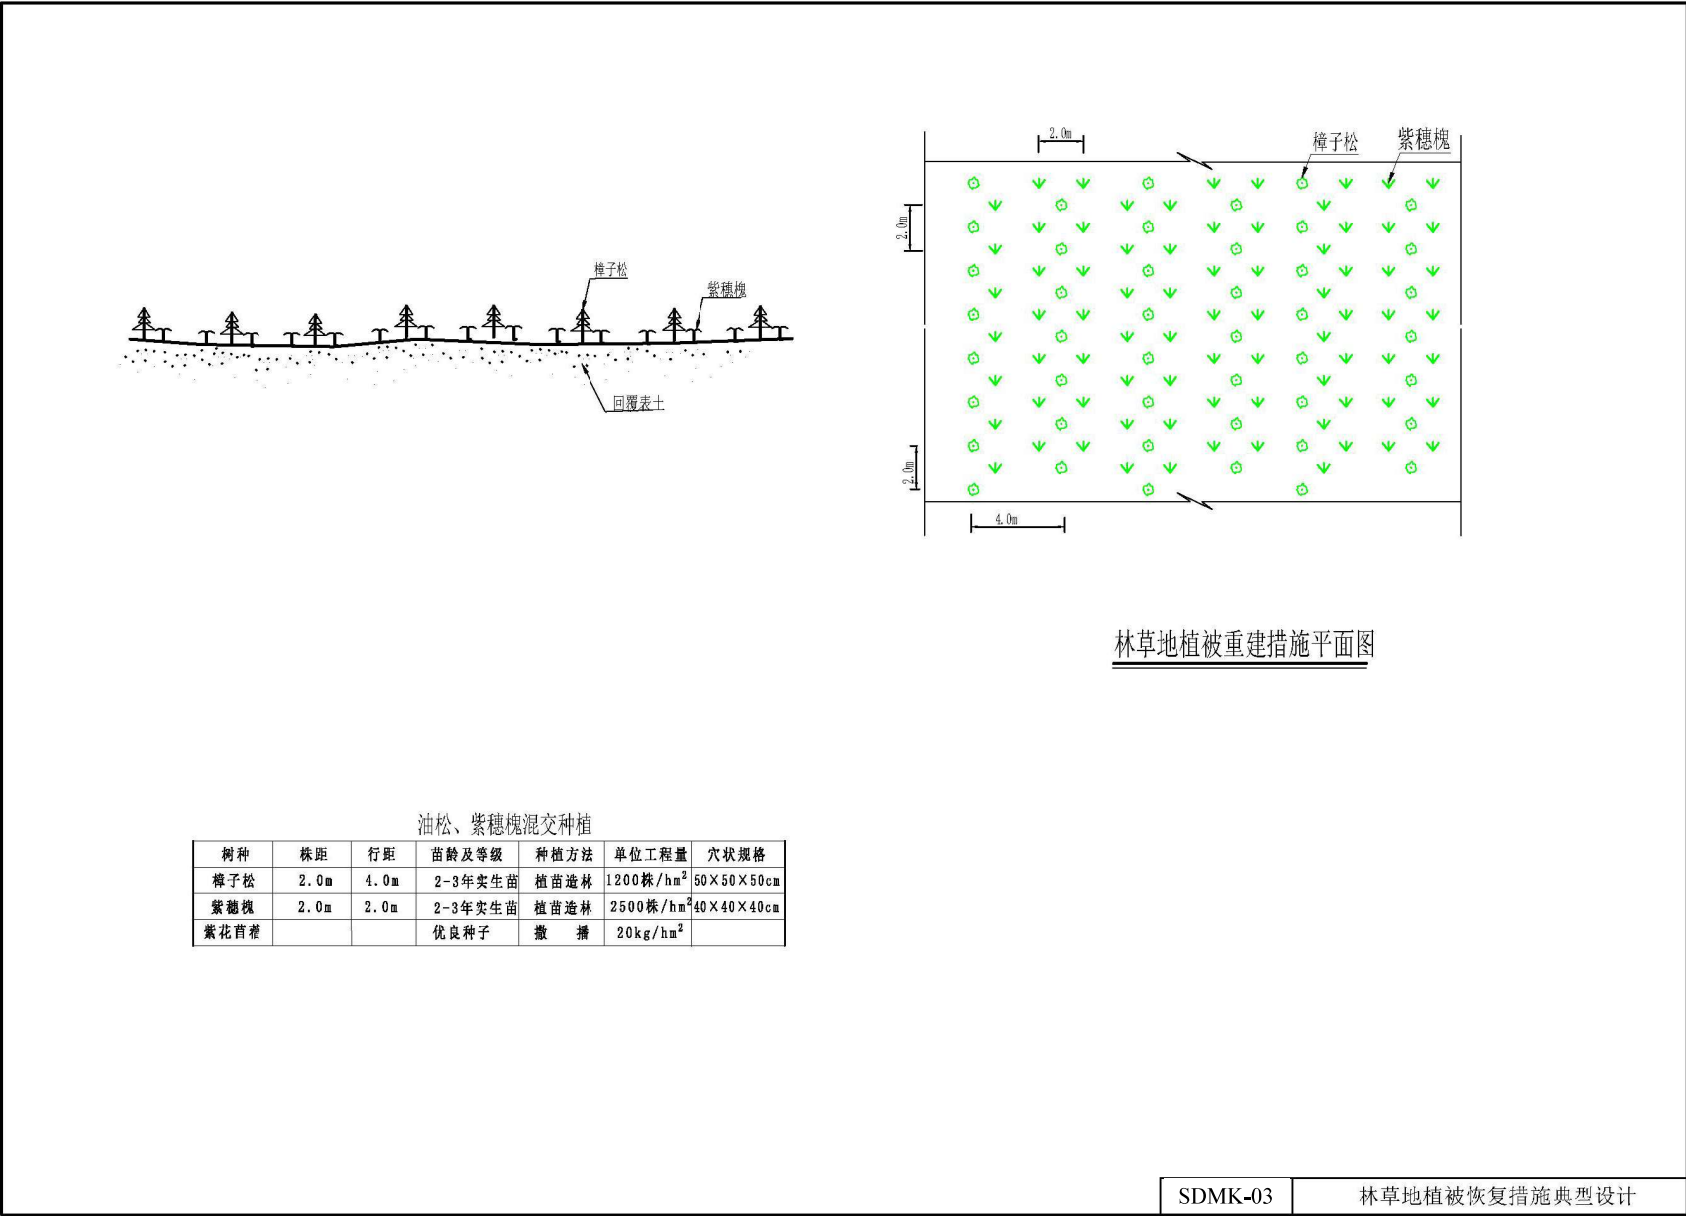 2.0m
樟子松
紫穗槐
2.0m
2.0m
4.0m
樟子松
紫穗槐
回覆表土
林草地植被重建措施平面图
油松、紫穗槐混交种植
树种 株距 行距 苗龄及等级 种植方法 单位工程量 穴状规格
樟子松 2.0m 4.0m 2-3年实生苗 植苗造林 1200株/hm² 50×50×50cm
紫穗槐 2.0m 2.0m 2-3年实生苗 植苗造林 2500株/hm² 40×40×40cm
紫花苜蓿 优良种子 撒 播 20kg/hm²
SDMK-03 林草地植被恢复措施典型设计